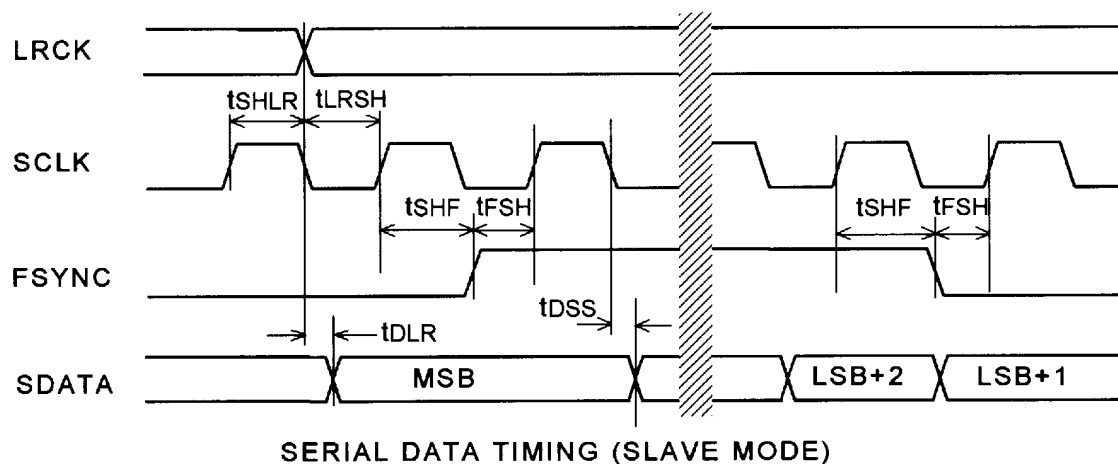 LRCK
tSHLR tLRSH
SCLK
tSHF tFSH tSHF tFSH
FSYNC
tDSS
tDLR
SDATA MSB LSB+2 LSB+1
SERIAL DATA TIMING (SLAVE MODE)